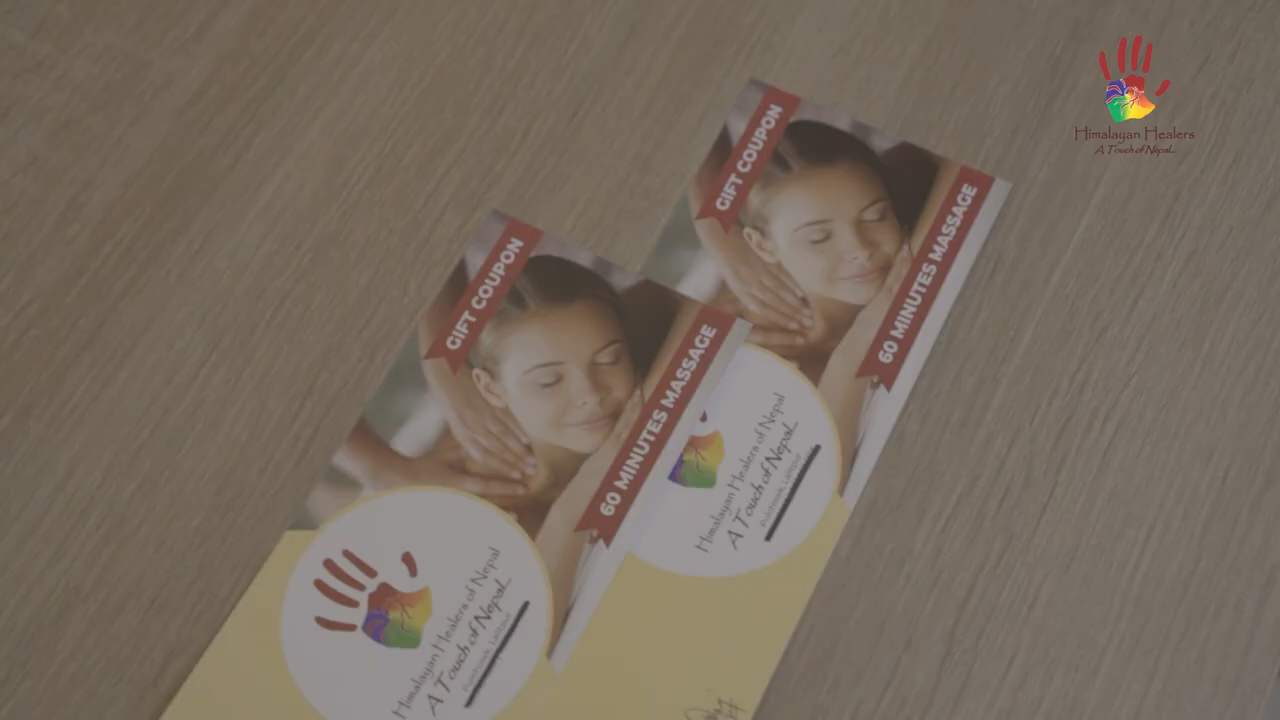 Himalayan Healers
A Touch of Nepal
GIFT COUPON
60 MINUTES MASSAGE
Himalayan Healers of Nepal
A Touch of Nepal
GIFT COUPON
60 MINUTES MASSAGE
Himalayan Healers of Nepal
A Touch of Nepal